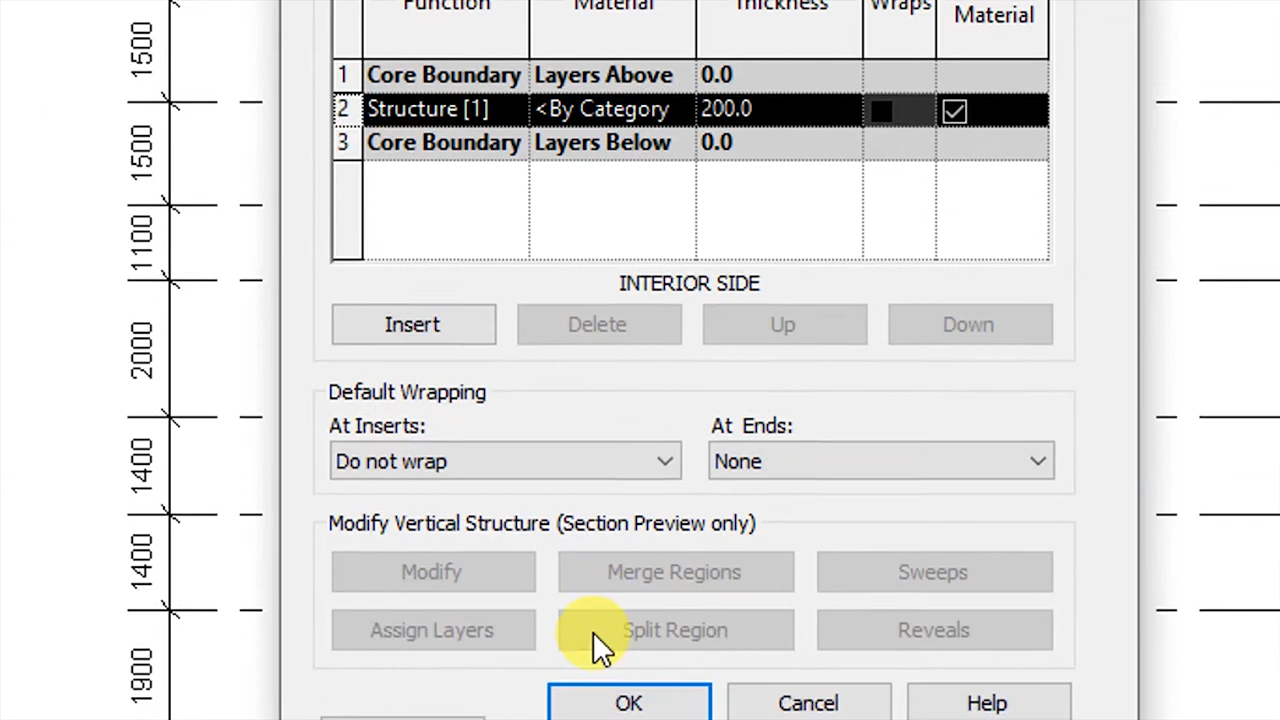 Function Material Thickness Wraps Material
1 Core Boundary Layers Above 0.0
2 Structure [1] <By Category 200.0
3 Core Boundary Layers Below 0.0
INTERIOR SIDE
Insert Delete Up Down
Default Wrapping
At Inserts: At Ends:
Do not wrap None
Modify Vertical Structure (Section Preview only)
Modify Merge Regions Sweeps
Assign Layers Split Region Reveals
OK Cancel Help
1500
1500
1100
2000
1400
1400
1900